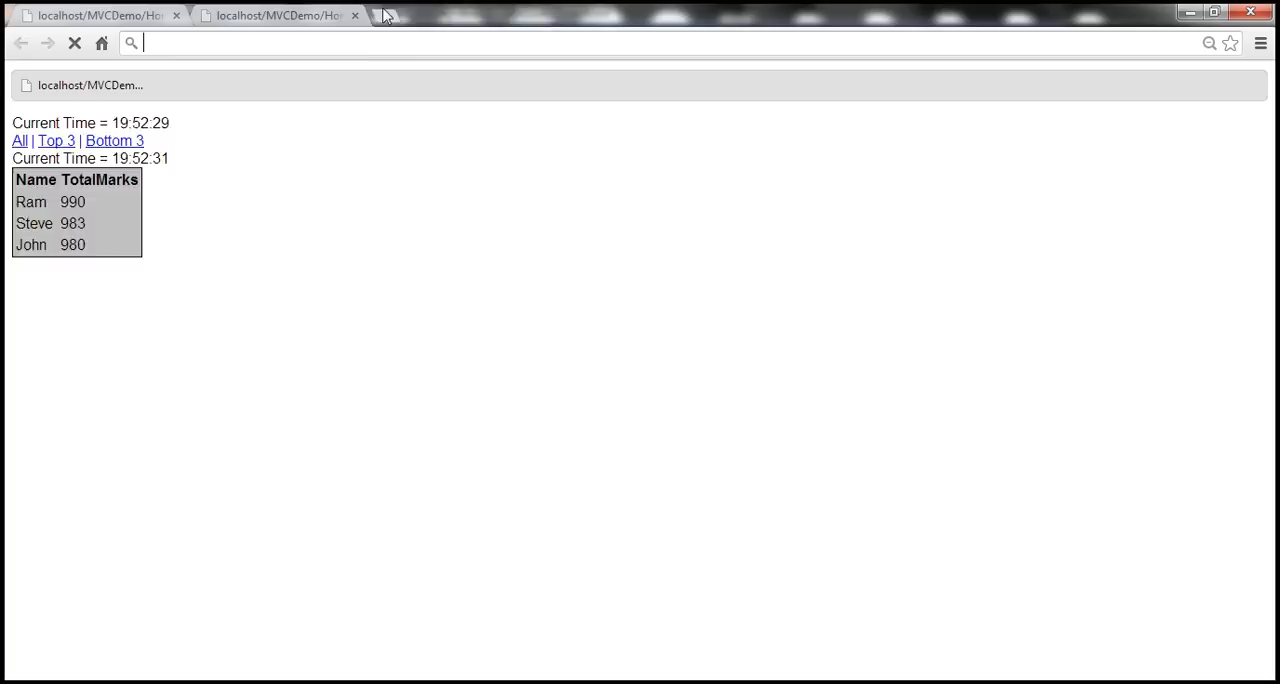 localhost/MVCDemo/Ho
localhost/MVCDemo/Ho
localhost/MVCDem...
Current Time = 19:52:29
All | Top 3 | Bottom 3
Current Time = 19:52:31
Name TotalMarks
Ram 990
Steve 983
John 980